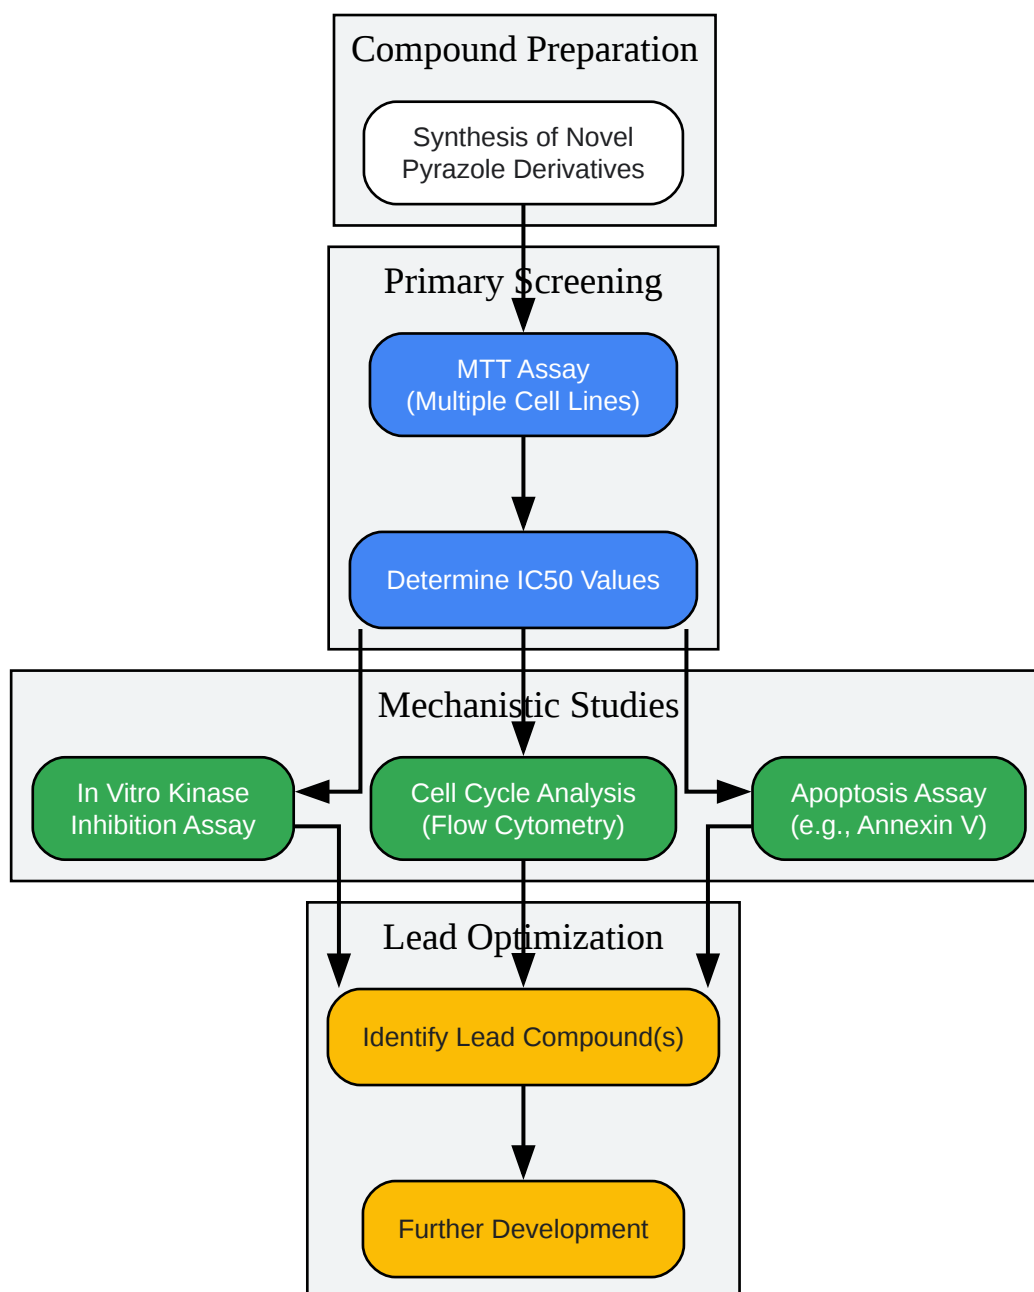 Compound Preparation
Synthesis of Novel
Pyrazole Derivatives
Primary Screening
MTT Assay
(Multiple Cell Lines)
Determine IC50 Values
Mechanistic Studies
In Vitro Kinase
Inhibition Assay
Cell Cycle Analysis
(Flow Cytometry)
Apoptosis Assay
(e.g., Annexin V)
Lead Optimization
Identify Lead Compound(s)
Further Development